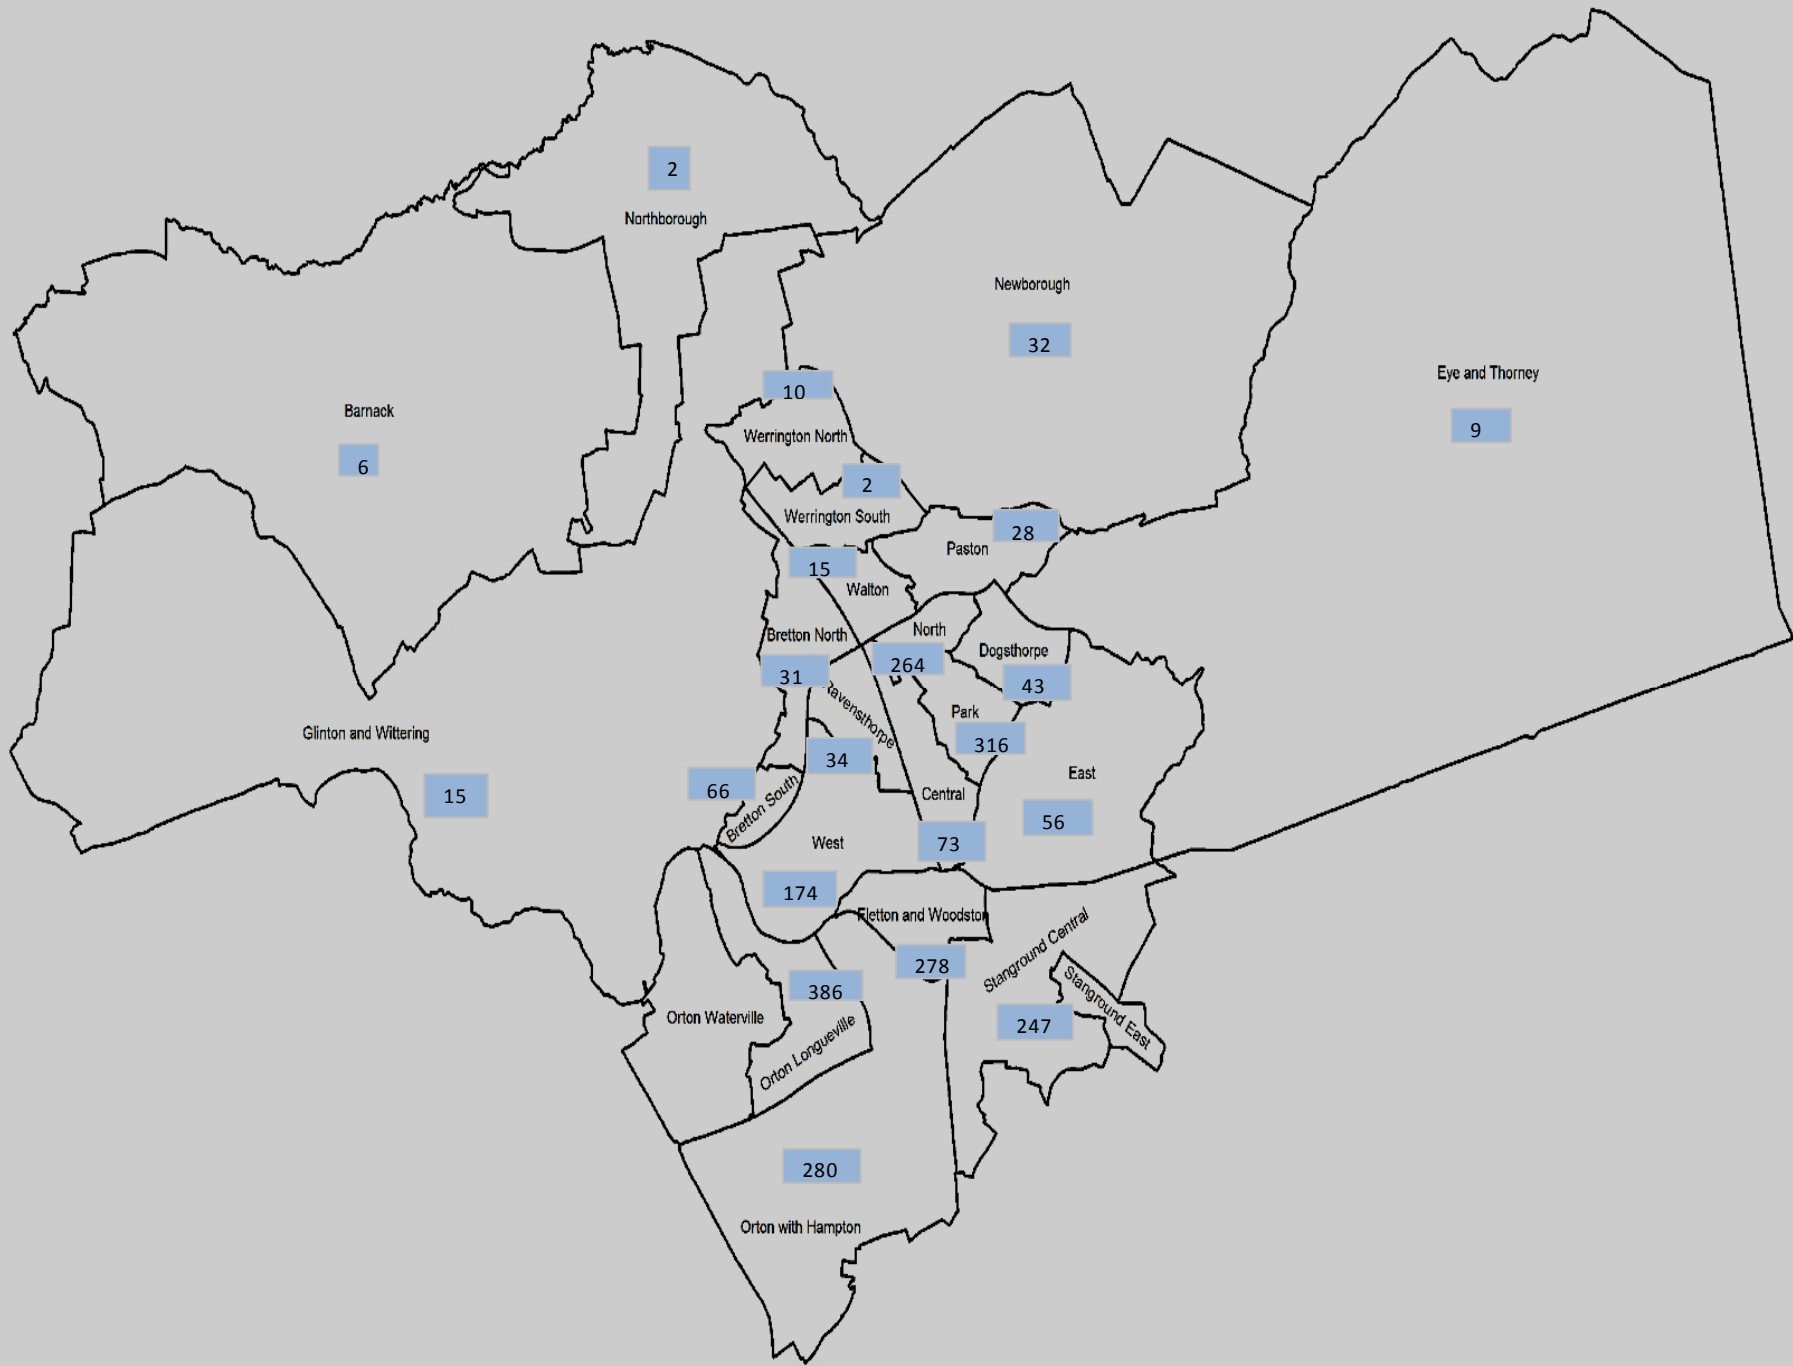 2
Northborough
Newborough
32
Eye and Thorney
9
Barnack
6
10
Werrington North
2
Werrington South
28
Paston
15
Walton
North
Bretton North
Dogsthorpe
264
31
43
Ravensthorpe
Park
316
Glinton and Wittering
15
34
66
Bretton South
East
Central
56
West
73
174
Fletton and Woodston
Stanground Central
278
386
Stanground East
Orton Waterville
247
Orton Longueville
280
Orton with Hampton